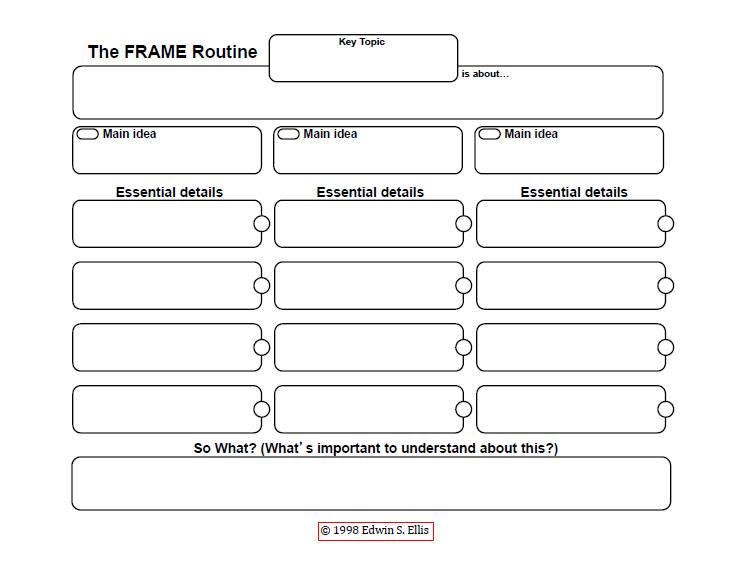 Key Topic
The FRAME Routine
is about...
Main idea Main idea Main idea
Essential details Essential details Essential details
So What? (What's important to understand about this?)
© 1998 Edwin S. Ellis